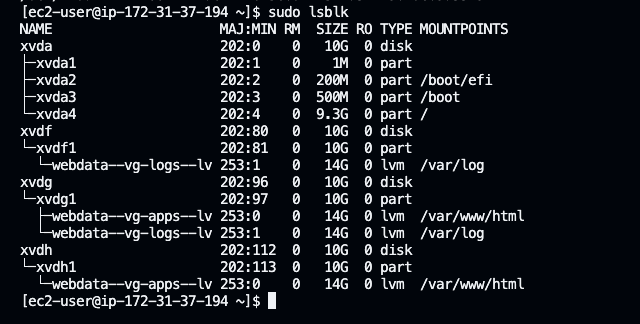 [ec2-user@ip-172-31-37-194 ~]$ sudo lsblk
NAME                      MAJ:MIN RM  SIZE RO TYPE MOUNTPOINTS
xvda                      202:0    0   10G  0 disk
├─xvda1                   202:1    0    1M  0 part
├─xvda2                   202:2    0  200M  0 part /boot/efi
├─xvda3                   202:3    0  500M  0 part /boot
└─xvda4                   202:4    0  9.3G  0 part /
xvdf                      202:80   0   10G  0 disk
└─xvdf1                   202:81   0   10G  0 part
  └─webdata--vg-logs--lv 253:1    0   14G  0 lvm  /var/log
xvdg                      202:96   0   10G  0 disk
└─xvdg1                   202:97   0   10G  0 part
  ├─webdata--vg-apps--lv 253:0    0   14G  0 lvm  /var/www/html
  └─webdata--vg-logs--lv 253:1    0   14G  0 lvm  /var/log
xvdh                      202:112  0   10G  0 disk
└─xvdh1                   202:113  0   10G  0 part
  └─webdata--vg-apps--lv 253:0    0   14G  0 lvm  /var/www/html
[ec2-user@ip-172-31-37-194 ~]$